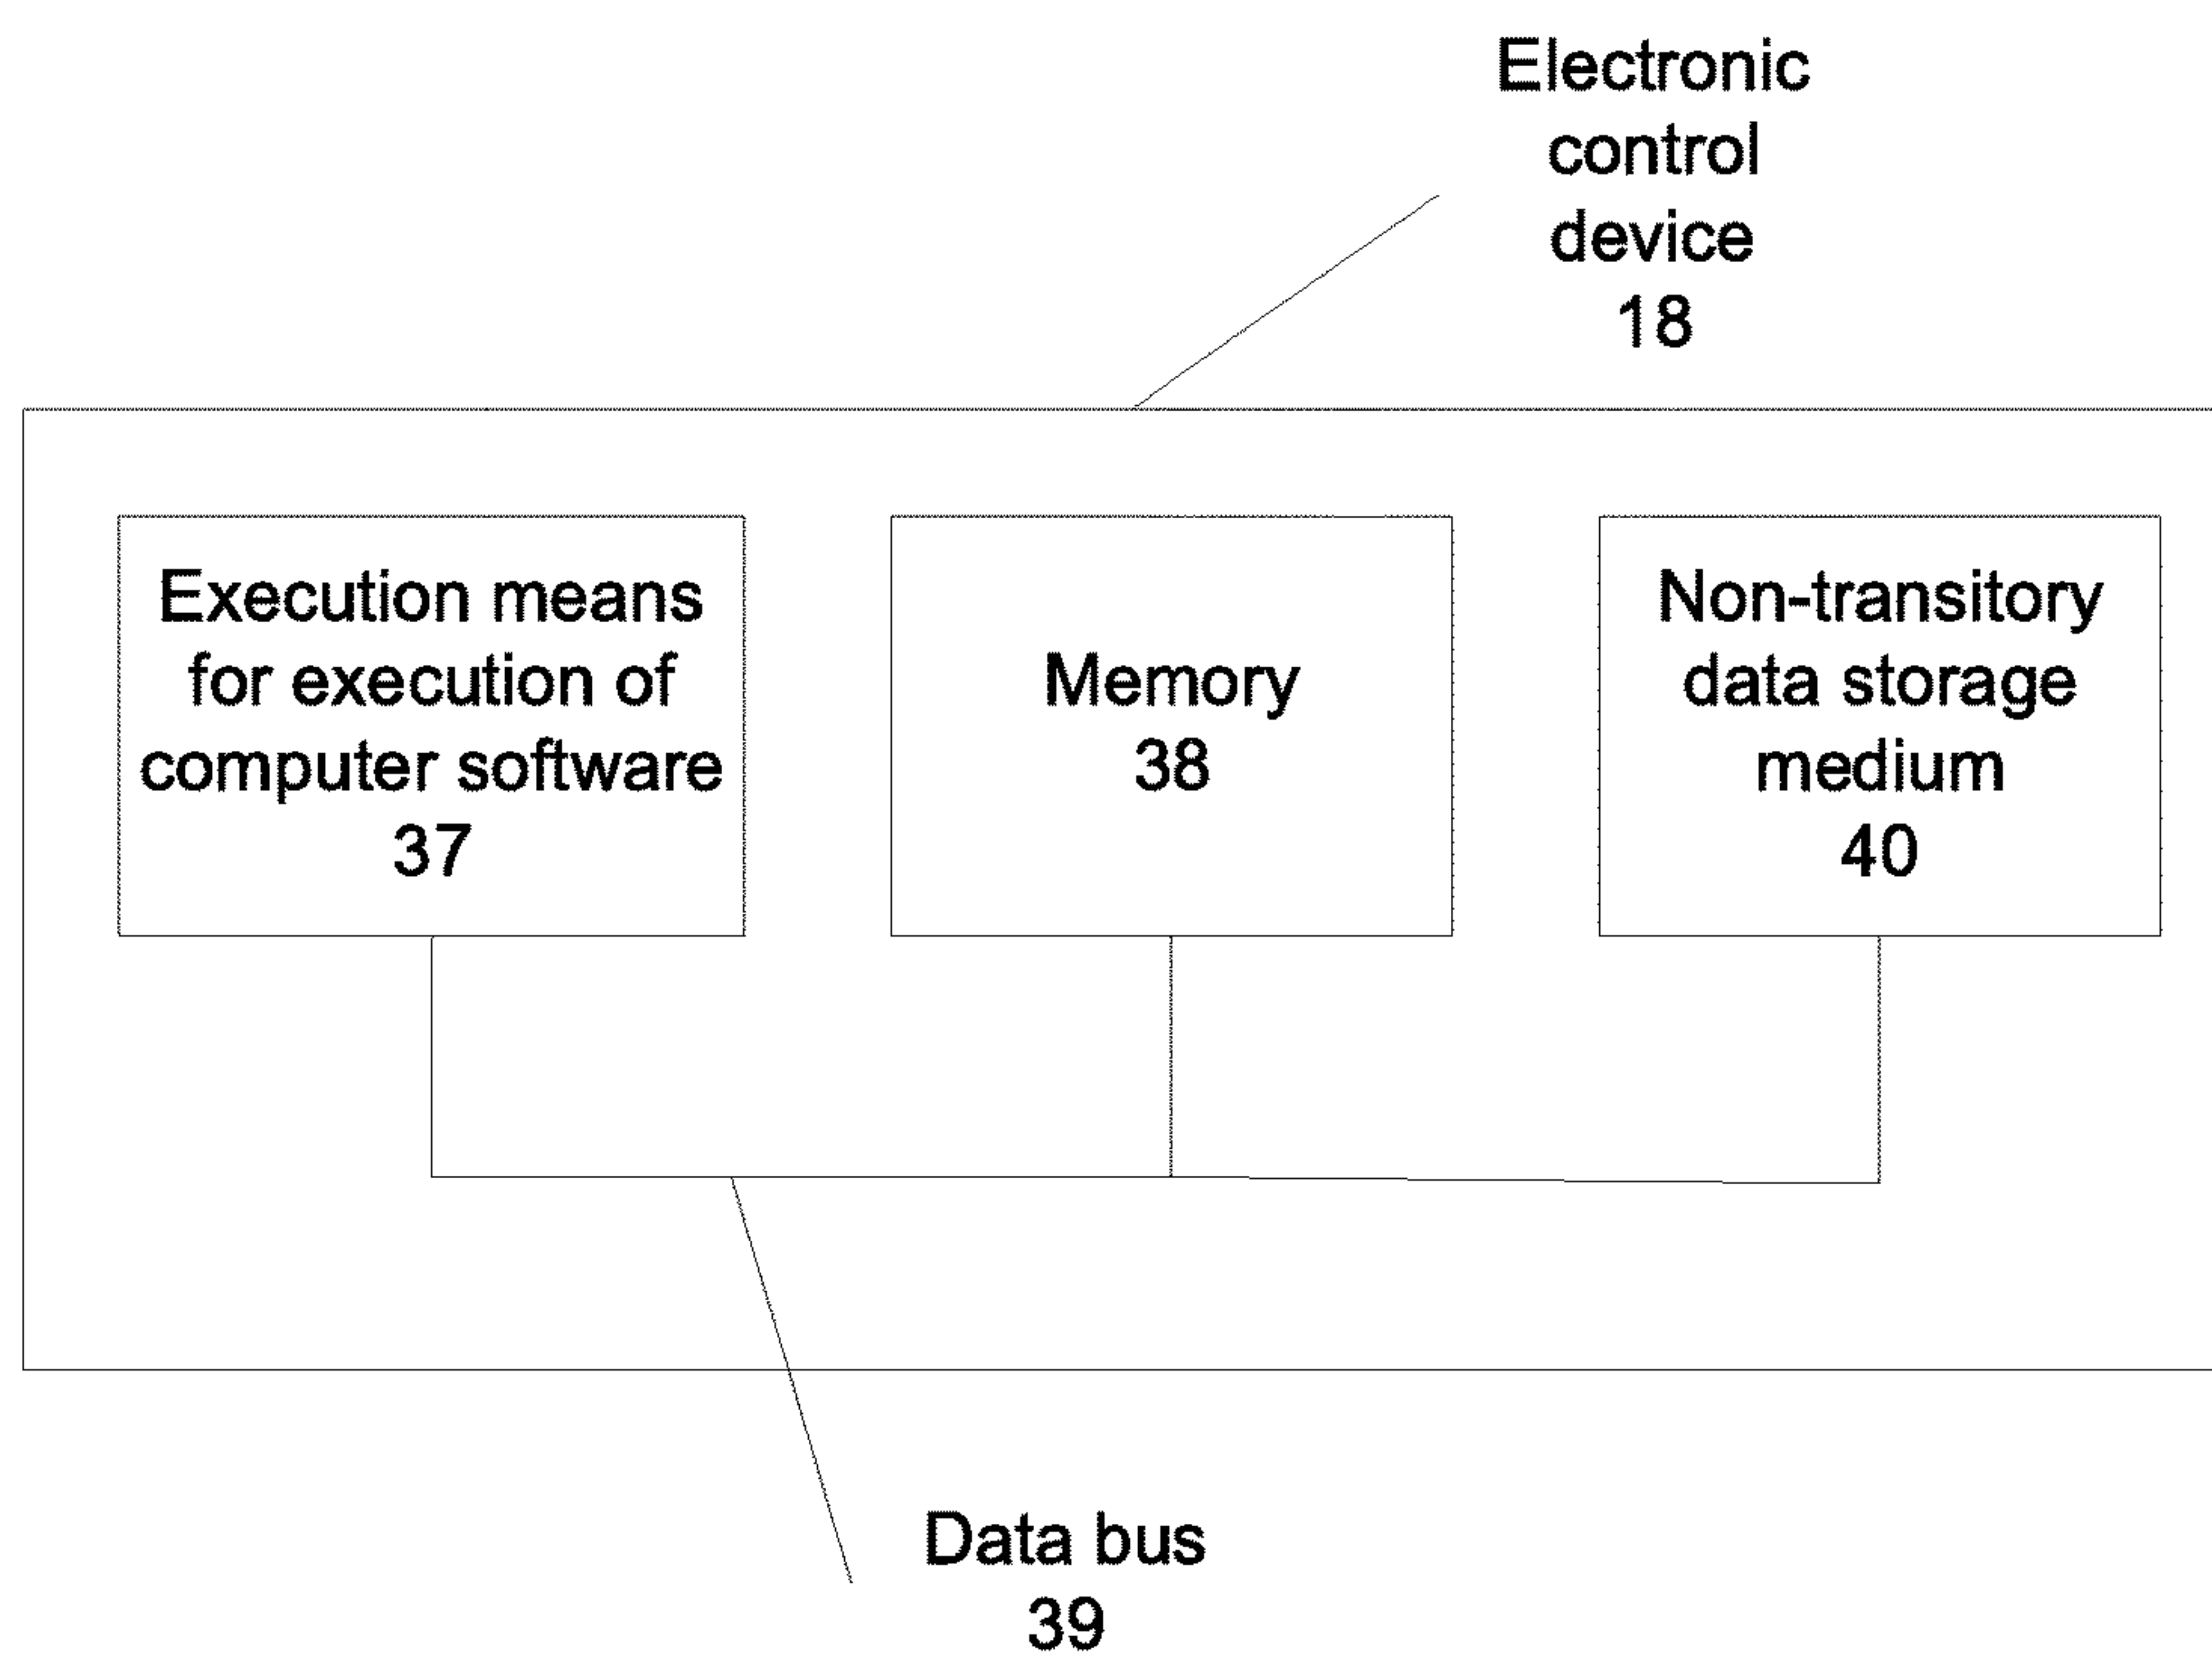 Electronic
control
device
18
Execution means
for execution of
computer software
37
Memory
38
Non-transitory
data storage
medium
40
Data bus
39